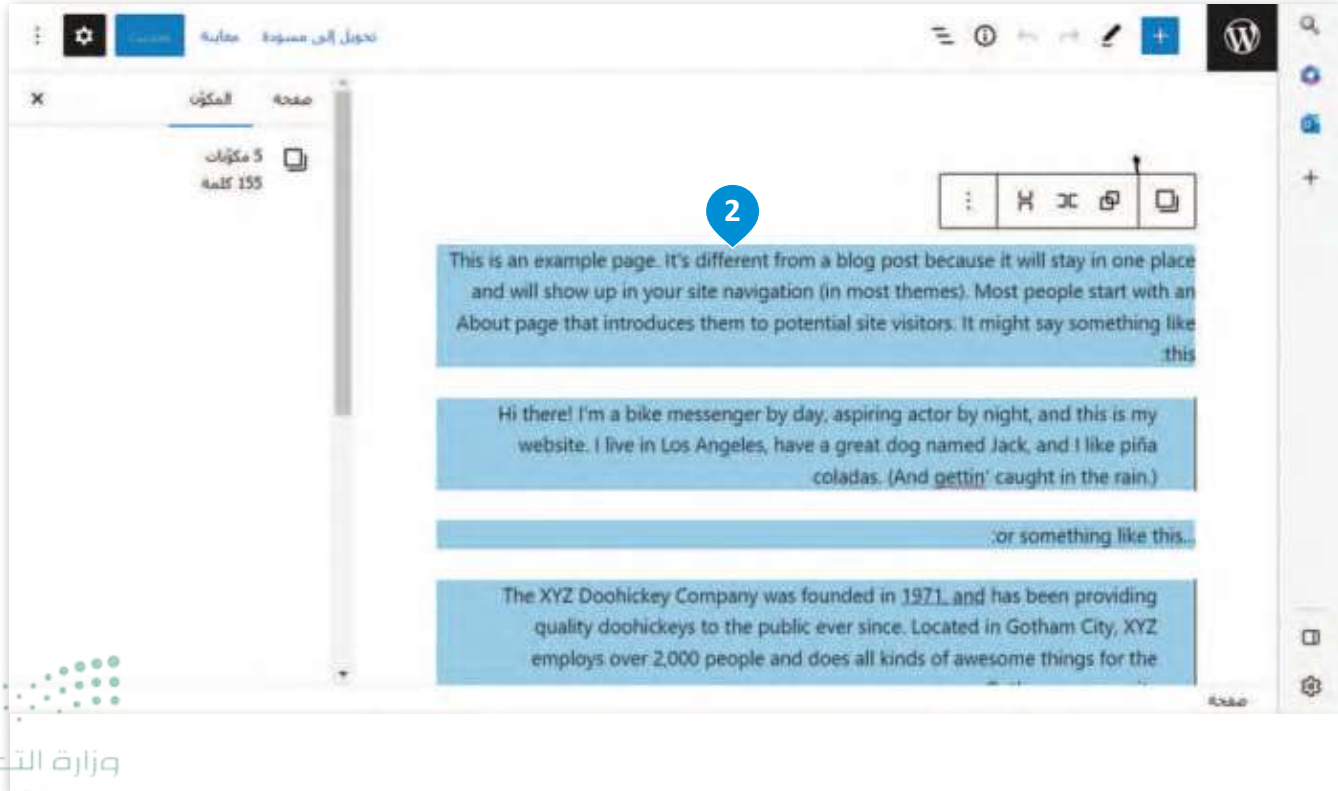 تحويل إلى مسودة
معاينة
تحديث
صفحة
المكوّن
5 مكوّنات
155 كلمة
2
This is an example page. It's different from a blog post because it will stay in one place
and will show up in your site navigation (in most themes). Most people start with an
About page that introduces them to potential site visitors. It might say something like
:this
Hi there! I'm a bike messenger by day, aspiring actor by night, and this is my
website. I live in Los Angeles, have a great dog named Jack, and I like piña
coladas. (And gettin' caught in the rain.)
:or something like this...
The XYZ Doohickey Company was founded in 1971, and has been providing
quality doohickeys to the public ever since. Located in Gotham City, XYZ
employs over 2,000 people and does all kinds of awesome things for the
صفحة
وزارة